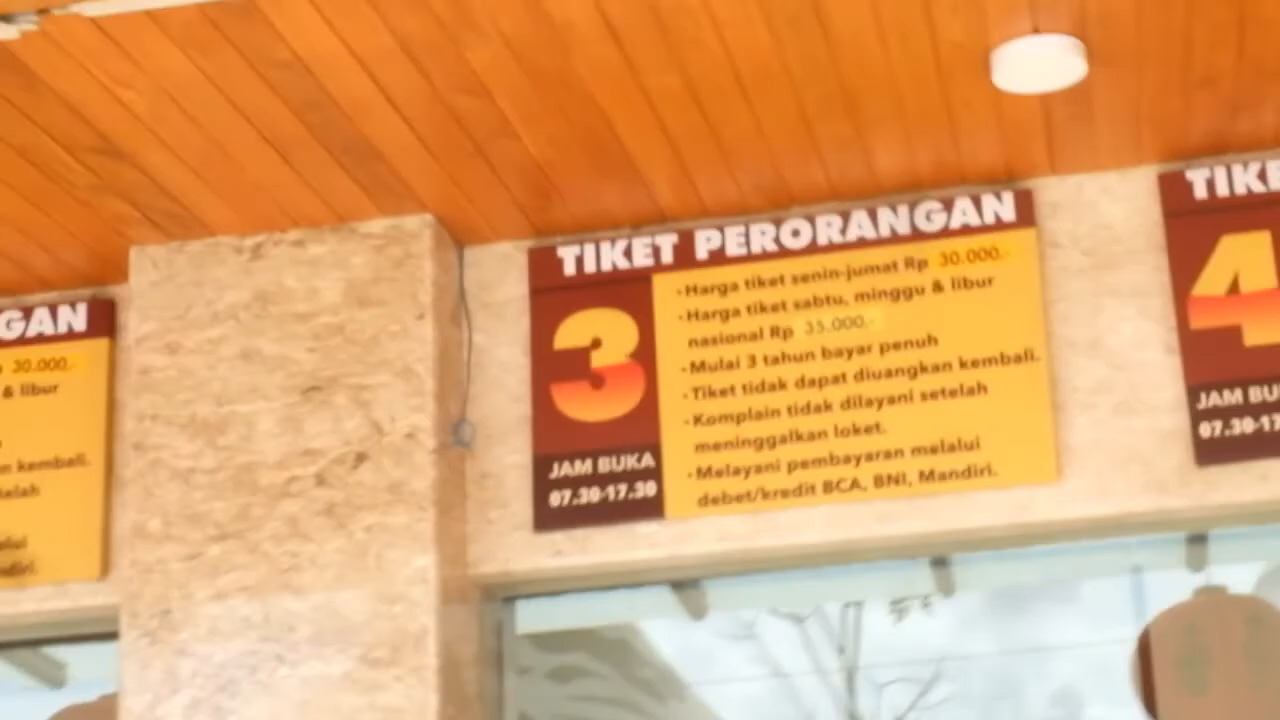 GAN
30.000.-
& libur
kembali.
TIKET PERORANGAN
3
JAM BUKA
07.30-17.30
•Harga tiket senin-jumat Rp 30.000.-
•Harga tiket sabtu, minggu & libur
nasional Rp 35.000.-
•Mulai 3 tahun bayar penuh
•Tiket tidak dapat diuangkan kembali.
•Komplain tidak dilayani setelah
meninggalkan loket.
•Melayani pembayaran melalui
debet/kredit BCA, BNI, Mandiri.
TIKE
4
JAM BU
07.30-17